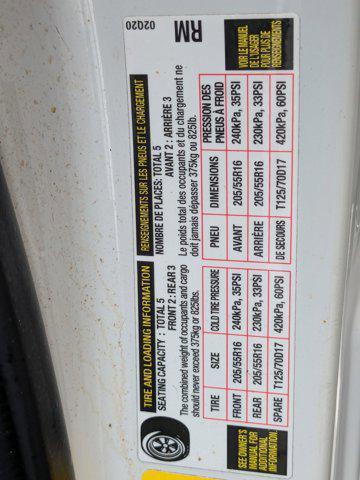 TIRE AND LOADING INFORMATION
SEATING CAPACITY : TOTAL 5
FRONT 2 : REAR 3
The combined weight of occupants and cargo
should never exceed 375kg or 825lbs.
TIRE SIZE COLD TIRE PRESSURE
FRONT 205/55R16 240kPa, 35PSI
REAR 205/55R16 230kPa, 33PSI
SPARE T125/70D17 420kPa, 60PSI
SEE OWNER'S
MANUAL FOR
ADDITIONAL
INFORMATION
RENSEIGNEMENTS SUR LES PNEUS ET LE CHARGEMENT
NOMBRE DE PLACES: TOTAL 5
AVANT 2 : ARRIÈRE 3
Le poids total des occupants et du chargement ne
doit jamais dépasser 375kg ou 825lb.
PNEU DIMENSIONS PRESSION DES
PNEUS À FROID
AVANT 205/55R16 240kPa, 35PSI
ARRIÈRE 205/55R16 230kPa, 33PSI
DE SECOURS T125/70D17 420kPa, 60PSI
VOIR LE MANUEL
DE L'USAGER
POUR PLUS DE
RENSEIGNEMENTS
02Q20
RM